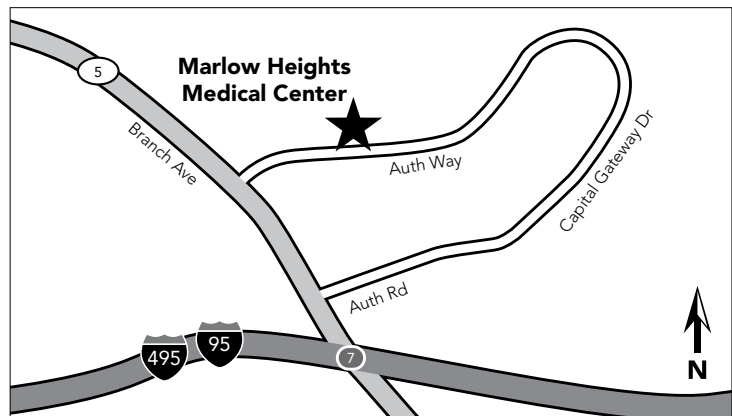 Marlow Heights
Medical Center
5
Branch Ave
Auth Way
Capital Gateway Dr
Auth Rd
95
495
7
N